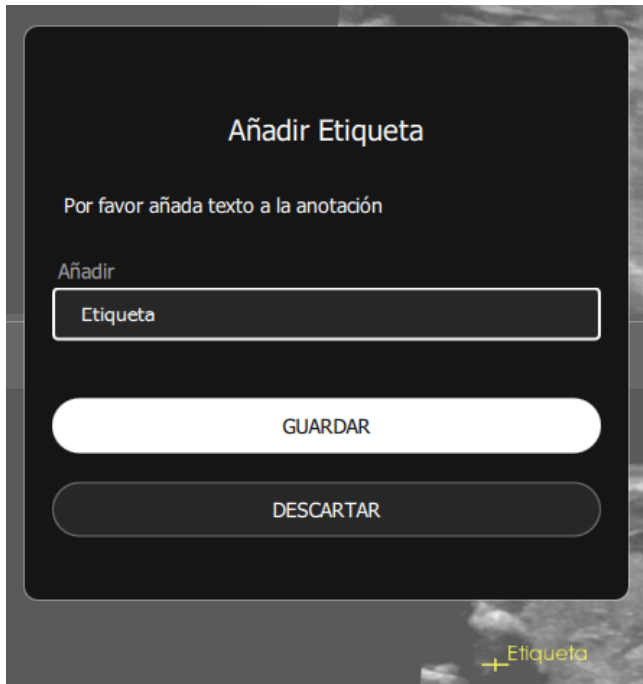 Añadir Etiqueta
Por favor añada texto a la anotación
Añadir
Etiqueta
GUARDAR
DESCARTAR
Etiqueta